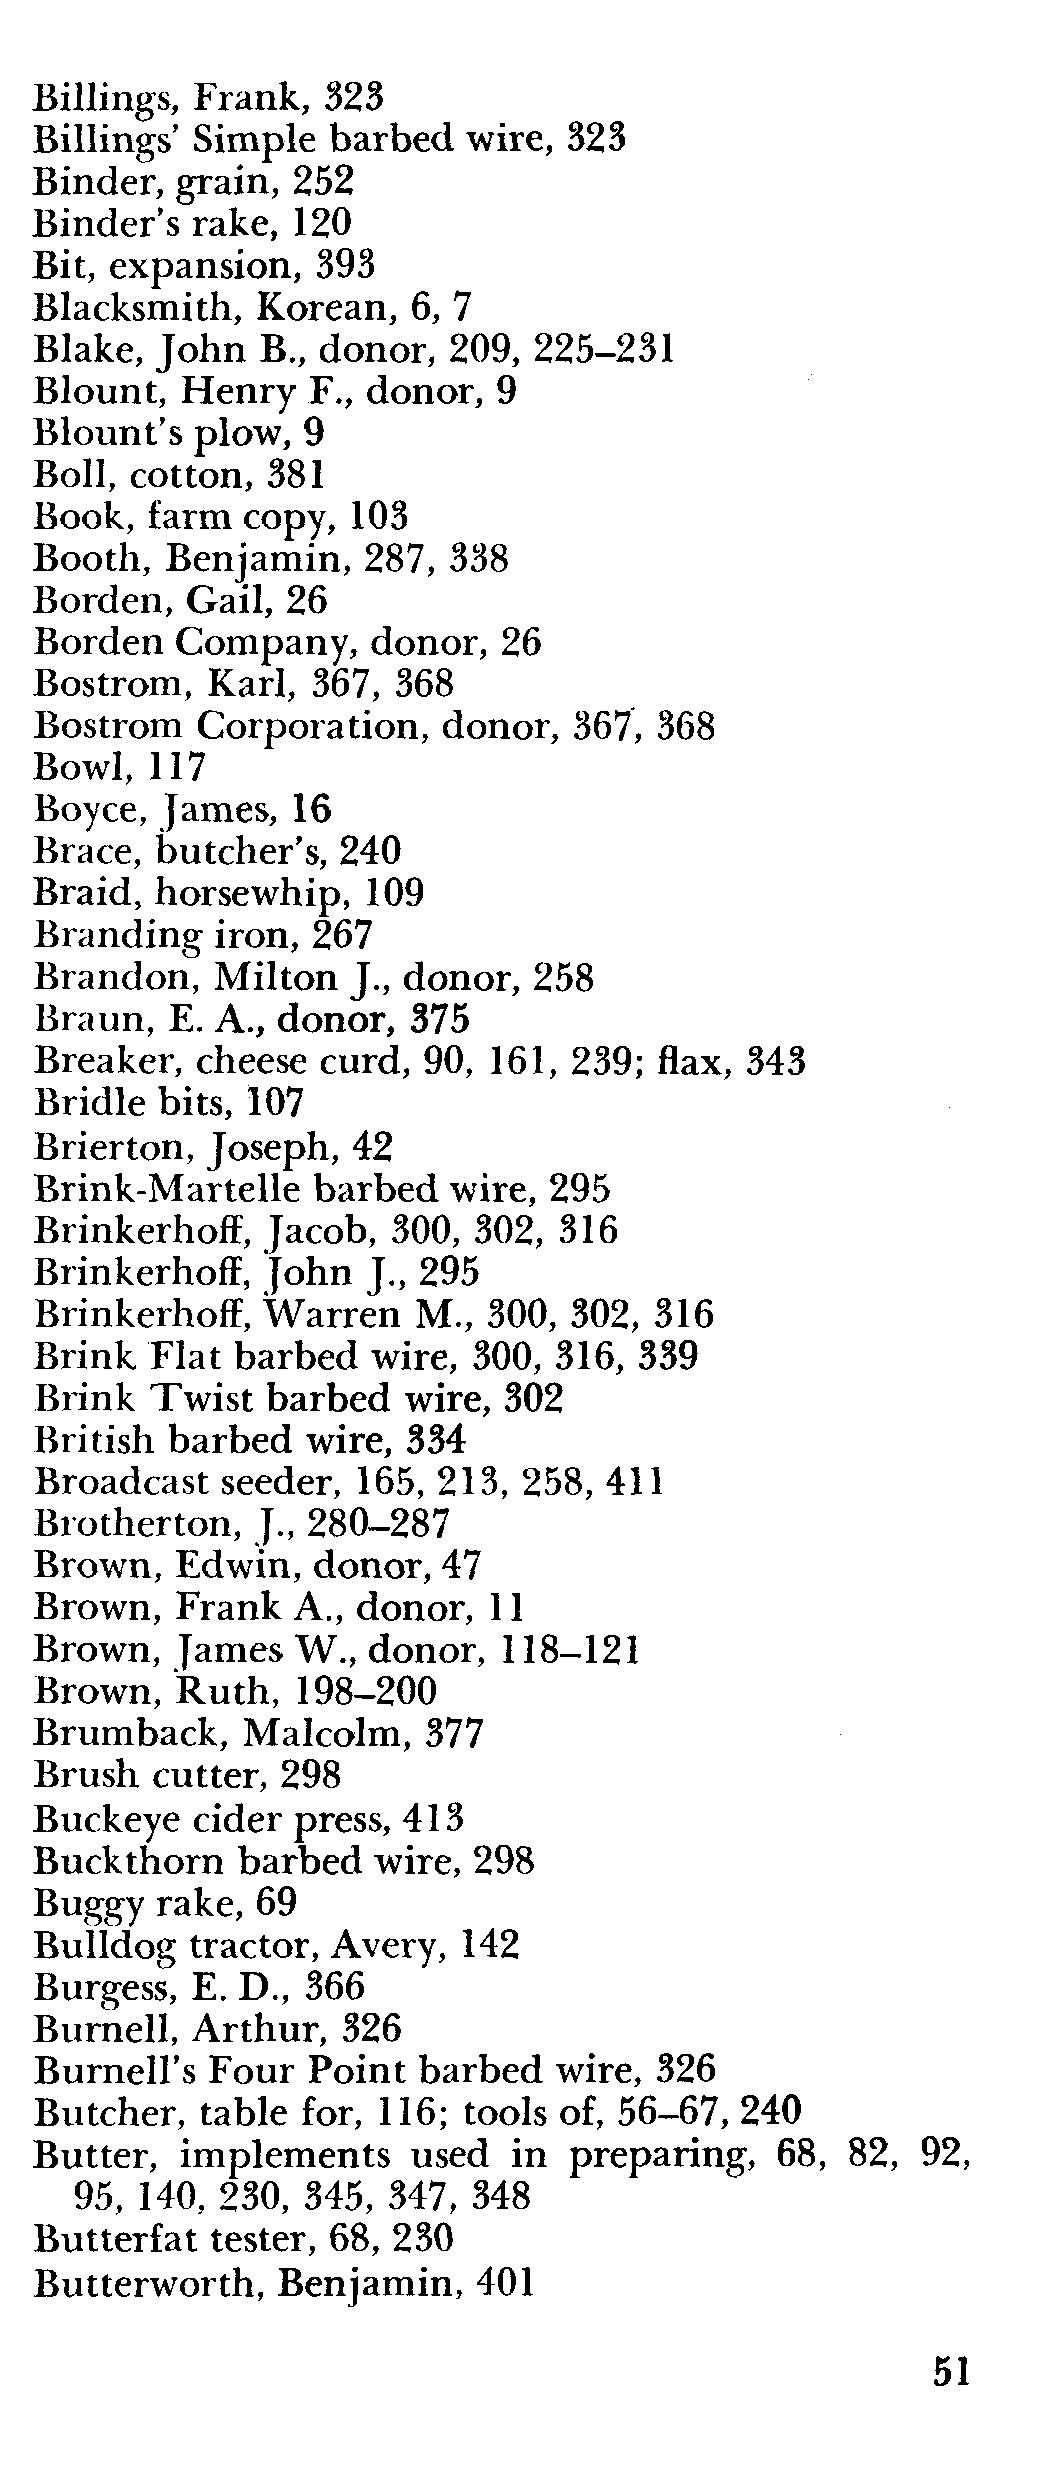 Billings, Frank, 323
Billings' Simple barbed wire, 323
Binder, grain, 252
Binder's rake, 120
Bit, expansion, 393
Blacksmith, Korean, 6, 7
Blake, John B., donor, 209, 225–231
Blount, Henry F., donor, 9
Blount's plow, 9
Boll, cotton, 381
Book, farm copy, 103
Booth, Benjamin, 287, 338
Borden, Gail, 26
Borden Company, donor, 26
Bostrom, Karl, 367, 368
Bostrom Corporation, donor, 367, 368
Bowl, 117
Boyce, James, 16
Brace, butcher's, 240
Braid, horsewhip, 109
Branding iron, 267
Brandon, Milton J., donor, 258
Braun, E. A., donor, 375
Breaker, cheese curd, 90, 161, 239; flax, 343
Bridle bits, 107
Brierton, Joseph, 42
Brink-Martelle barbed wire, 295
Brinkerhoff, Jacob, 300, 302, 316
Brinkerhoff, John J., 295
Brinkerhoff, Warren M., 300, 302, 316
Brink Flat barbed wire, 300, 316, 339
Brink Twist barbed wire, 302
British barbed wire, 334
Broadcast seeder, 165, 213, 258, 411
Brotherton, J., 280–287
Brown, Edwin, donor, 47
Brown, Frank A., donor, 11
Brown, James W., donor, 118–121
Brown, Ruth, 198–200
Brumback, Malcolm, 377
Brush cutter, 298
Buckeye cider press, 413
Buckthorn barbed wire, 298
Buggy rake, 69
Bulldog tractor, Avery, 142
Burgess, E. D., 366
Burnell, Arthur, 326
Burnell's Four Point barbed wire, 326
Butcher, table for, 116; tools of, 56–67, 240
Butter, implements used in preparing, 68, 82, 92,
95, 140, 230, 345, 347, 348
Butterfat tester, 68, 230
Butterworth, Benjamin, 401
51